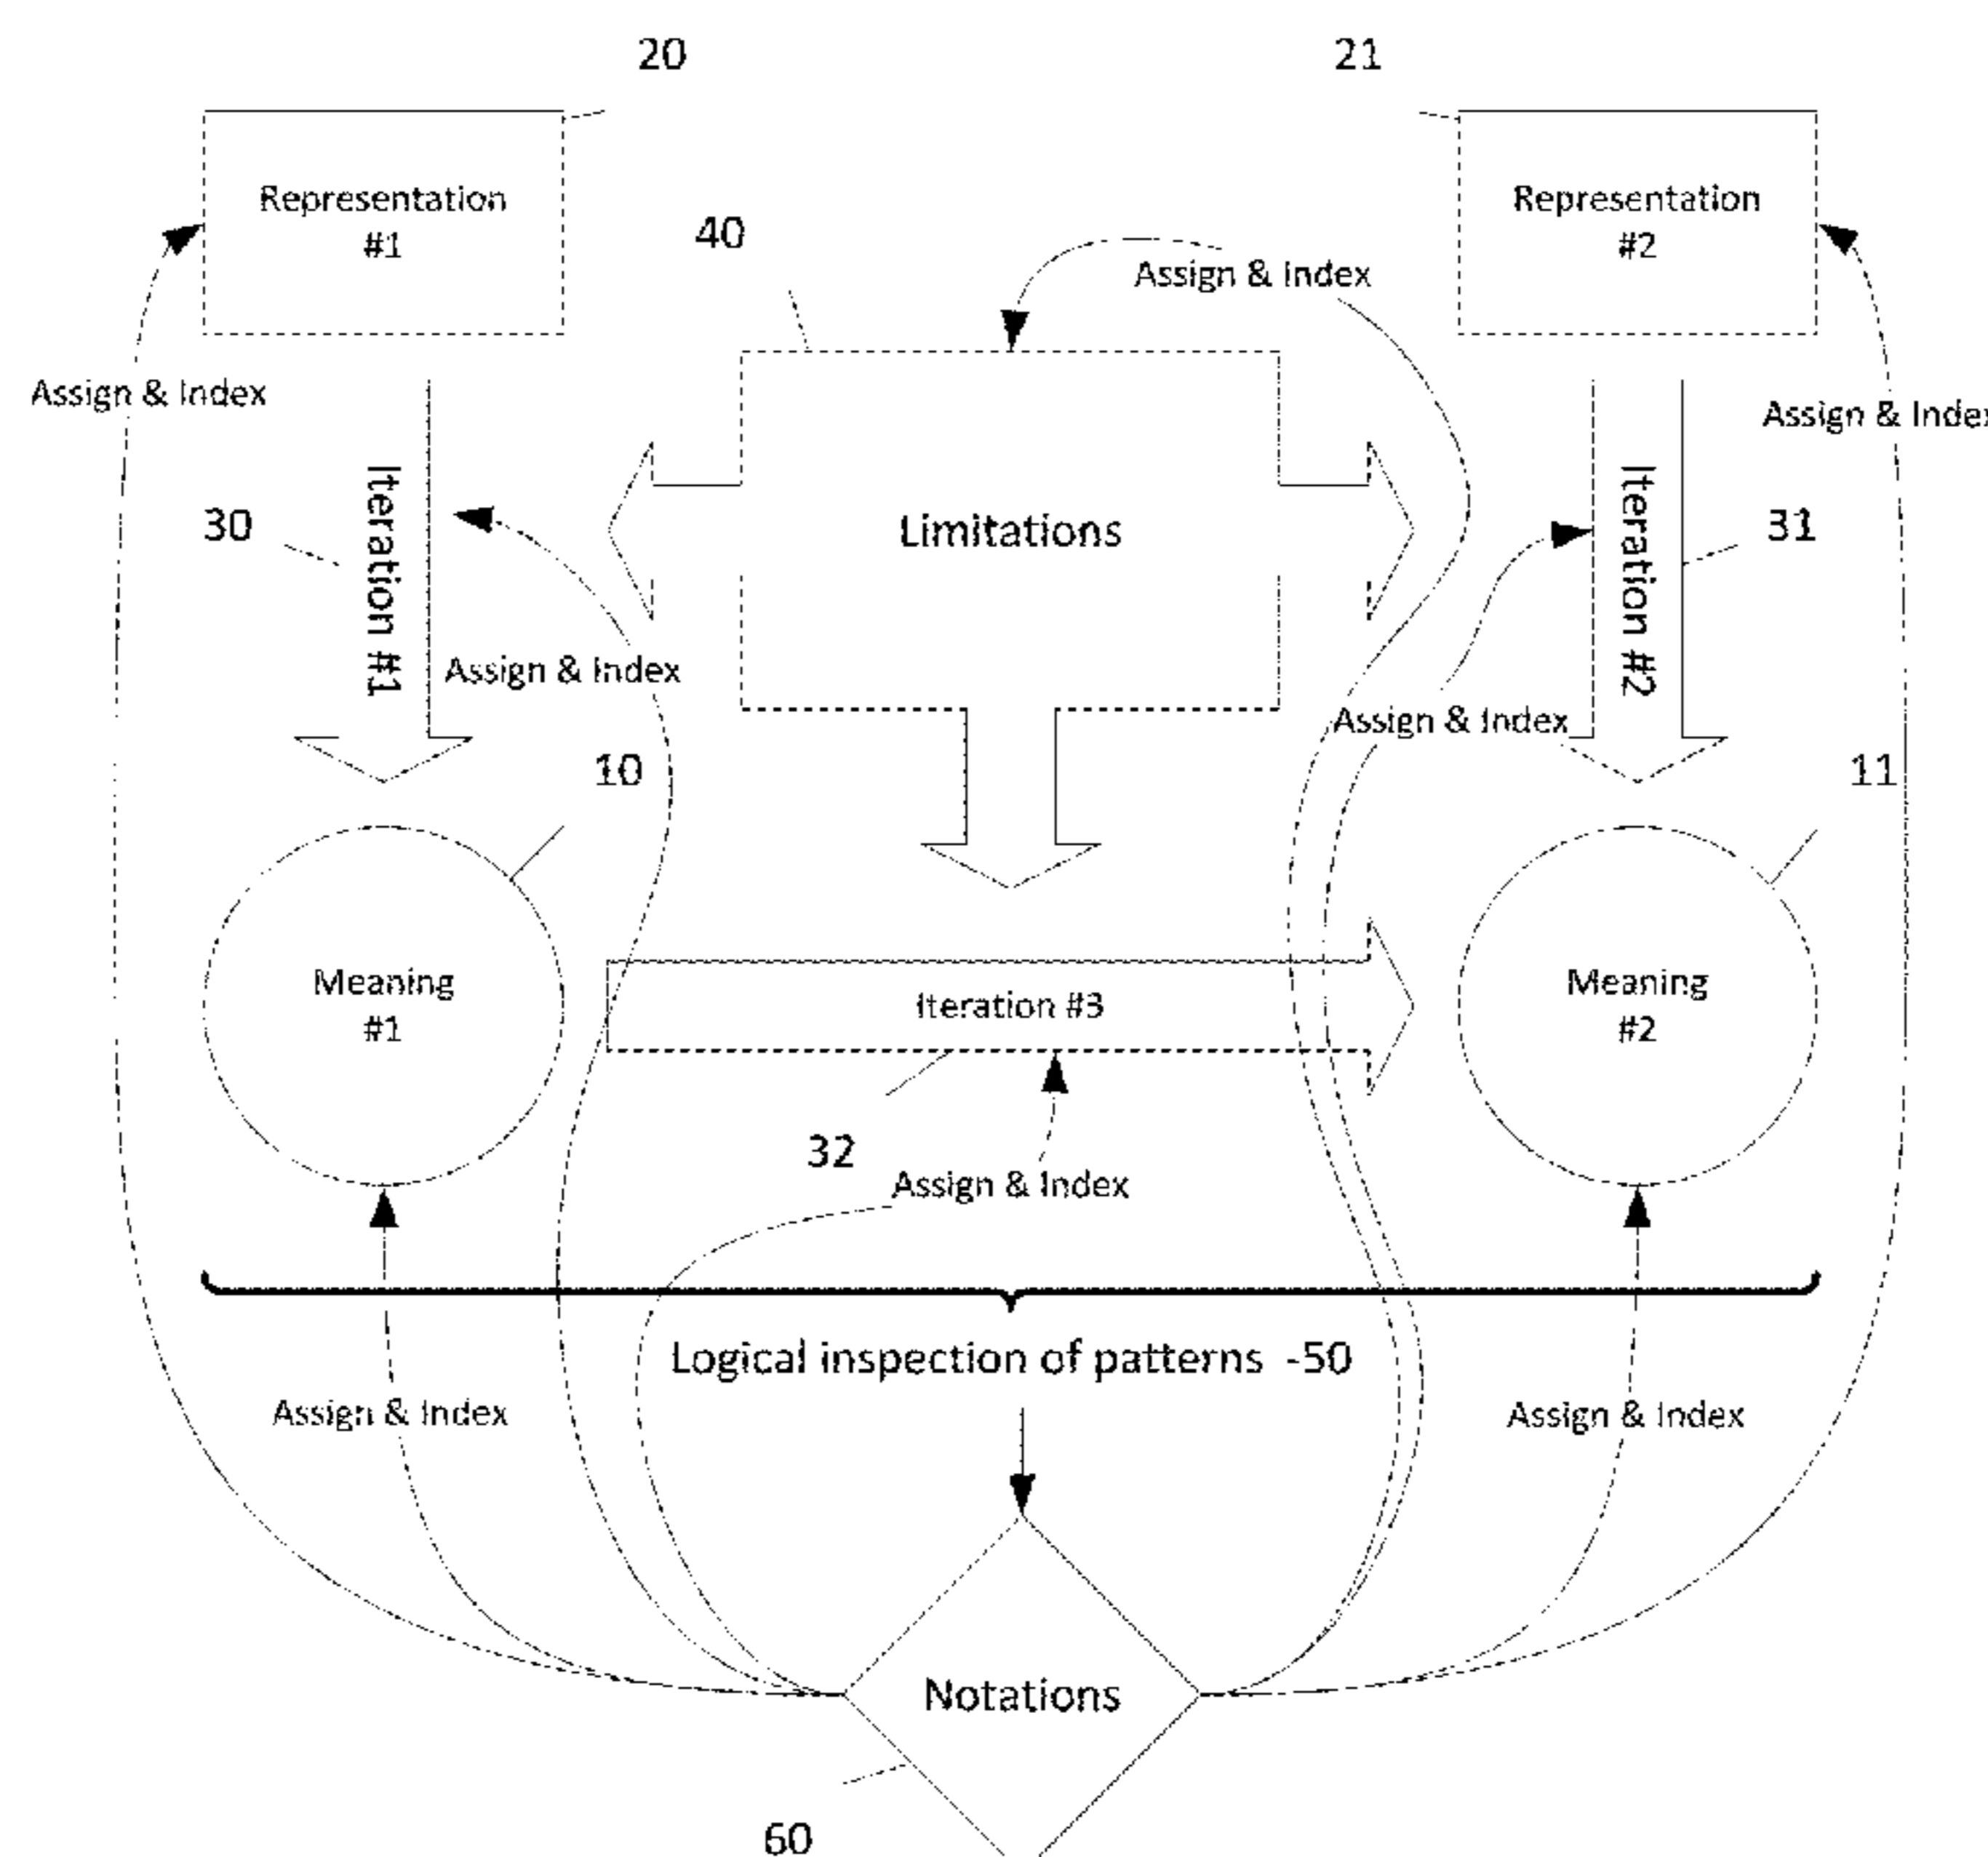 20
21
Representation
#1
Representation
#2
40
Assign & Index
Assign & Index
Assign & Index
Iteration #1
Iteration #2
30
Limitations
31
Assign & Index
Assign & Index
10
11
Meaning
#1
Iteration #3
Meaning
#2
32
Assign & Index
Logical inspection of patterns -50
Assign & Index
Assign & Index
Notations
60